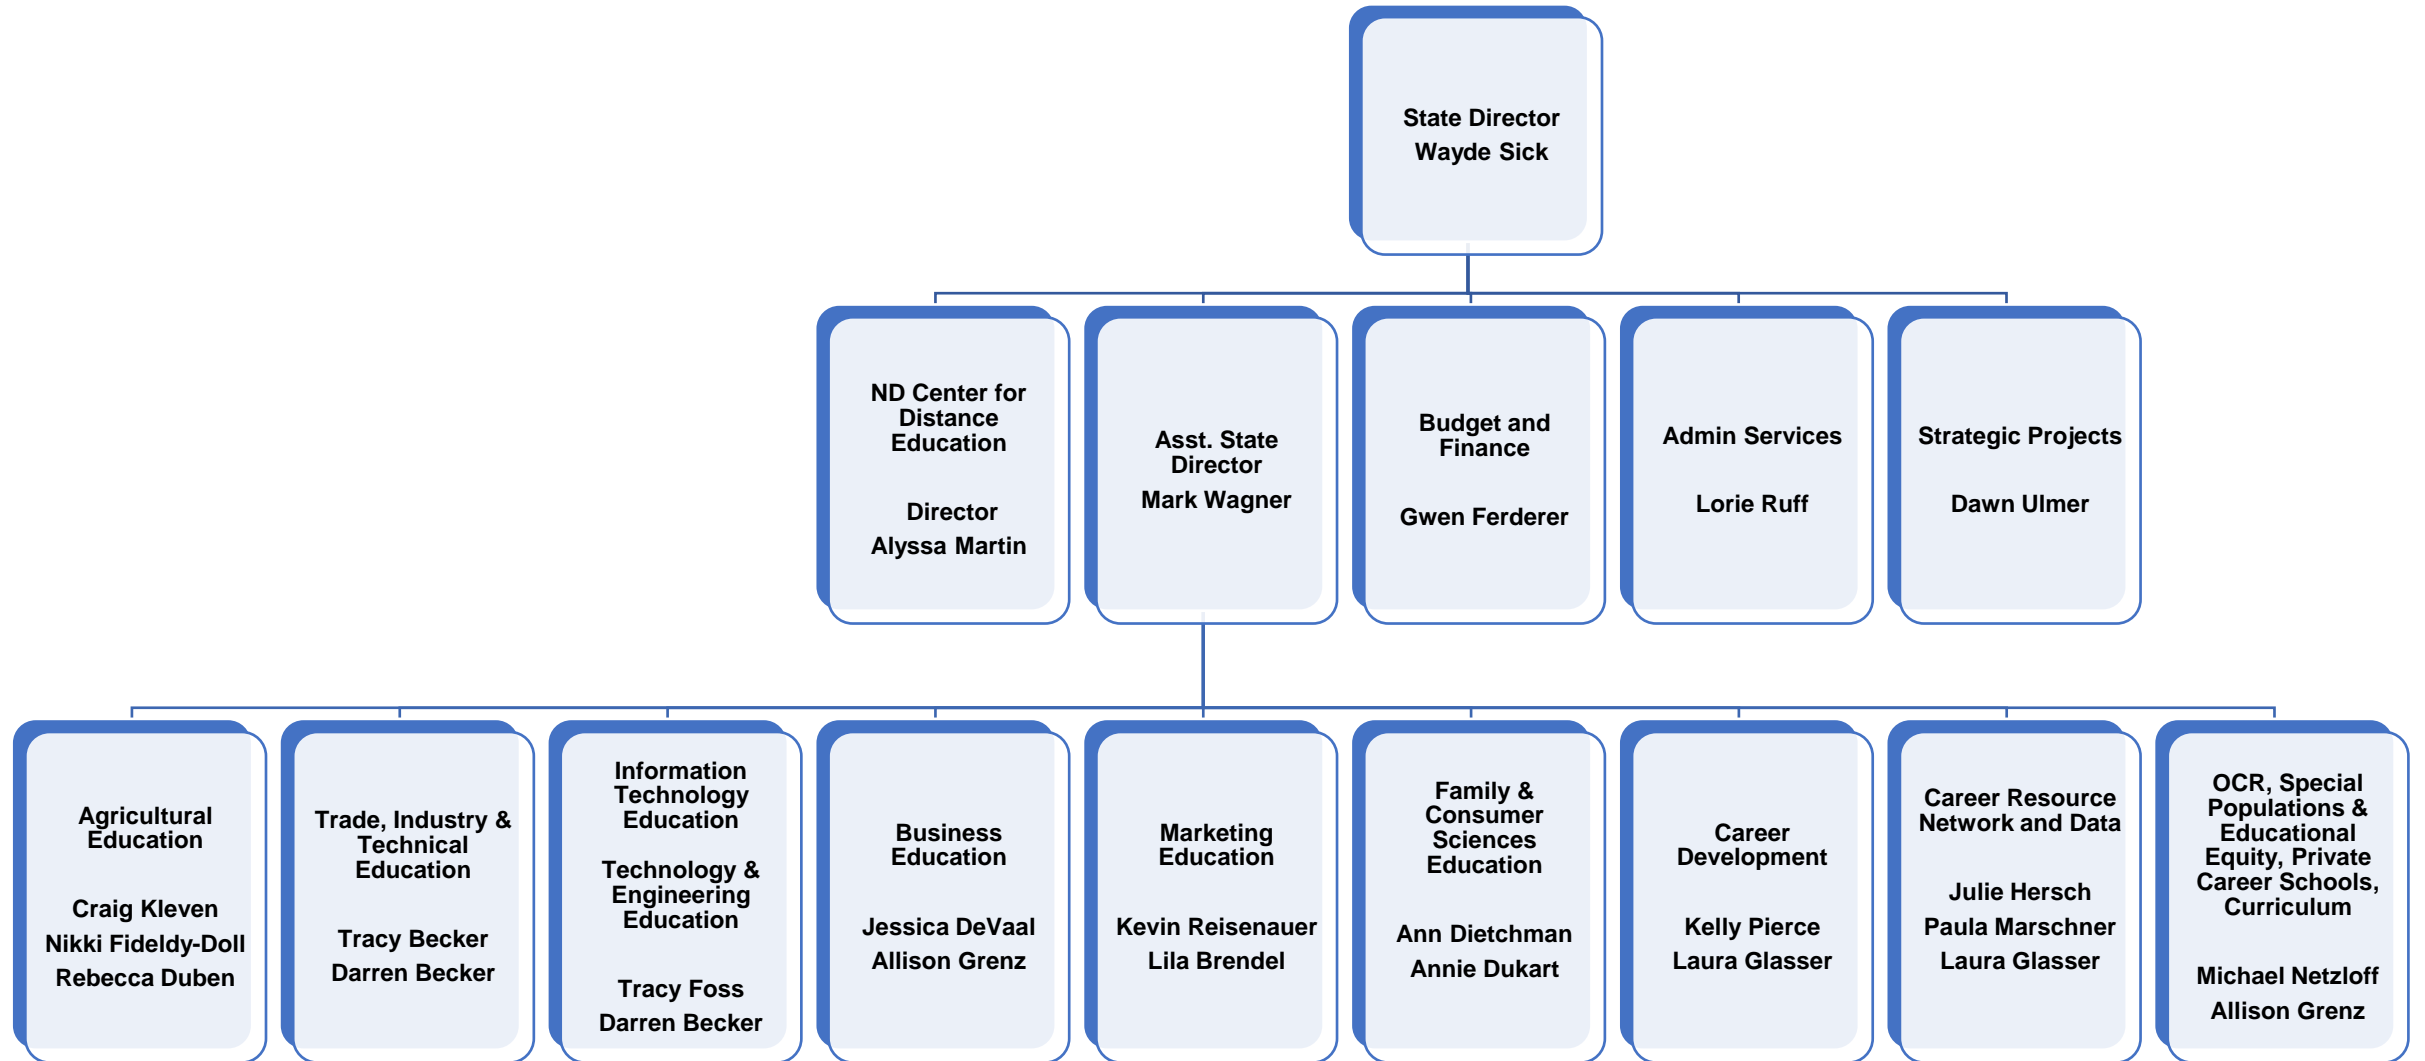 State Director
Wayde Sick
ND Center for
Distance
Education
Director
Alyssa Martin
Asst. State
Director
Mark Wagner
Budget and
Finance
Gwen Ferderer
Admin Services
Lorie Ruff
Strategic Projects
Dawn Ulmer
Agricultural
Education
Craig Kleven
Nikki Fideldy-Doll
Rebecca Duben
Trade, Industry &
Technical
Education
Tracy Becker
Darren Becker
Information
Technology
Education
Technology &
Engineering
Education
Tracy Foss
Darren Becker
Business
Education
Jessica DeVaal
Allison Grenz
Marketing
Education
Kevin Reisenauer
Lila Brendel
Family &
Consumer
Sciences
Education
Ann Dietchman
Annie Dukart
Career
Development
Kelly Pierce
Laura Glasser
Career Resource
Network and Data
Julie Hersch
Paula Marschner
Laura Glasser
OCR, Special
Populations &
Educational
Equity, Private
Career Schools,
Curriculum
Michael Netzloff
Allison Grenz